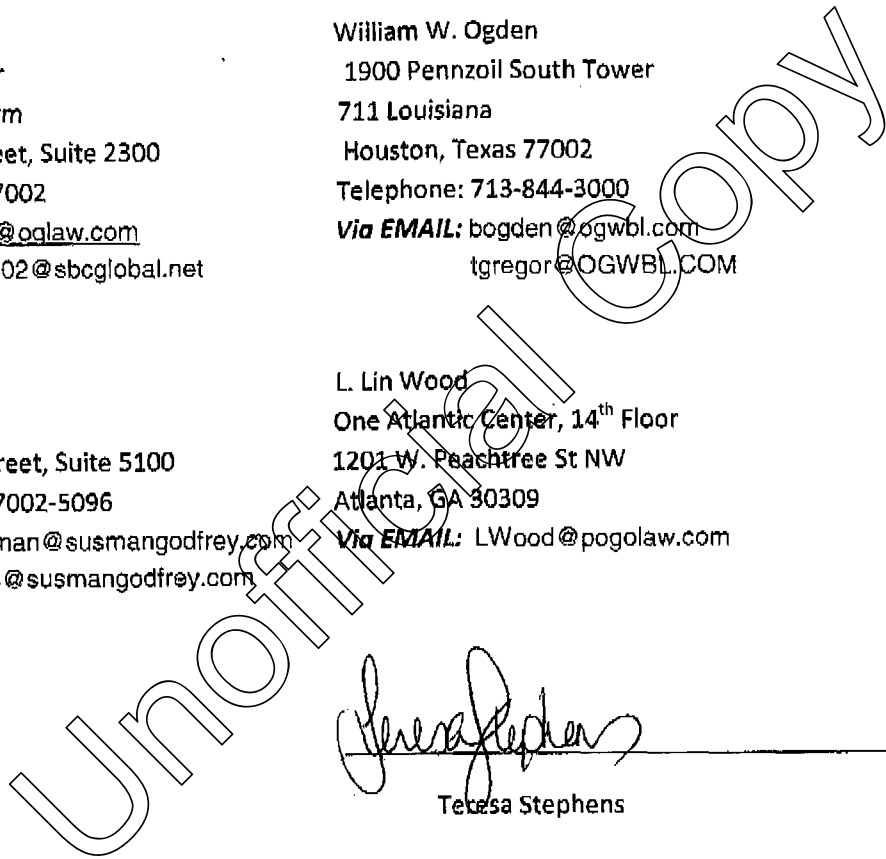 William W. Ogden
1900 Pennzoil South Tower
711 Louisiana
Houston, Texas 77002
Telephone: 713-844-3000
Via EMAIL: bogden@ogwbl.com
tgregor@OGWBL.COM
rm
eet, Suite 2300
7002
@oglaw.com
02@sbcglobal.net
L. Lin Wood
One Atlantic Center, 14th Floor
1201 W. Peachtree St NW
Atlanta, GA 30309
Via EMAIL: LWood@pogolaw.com
reet, Suite 5100
7002-5096
man@susmangodfrey.com
@susmangodfrey.com
Teresa Stephens
Teresa Stephens
Unofficial Copy